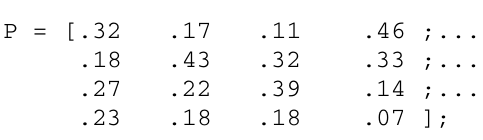 P = [.32 .17 .11 .46 ;...
.18 .43 .32 .33 ;...
.27 .22 .39 .14 ;...
.23 .18 .18 .07 ];